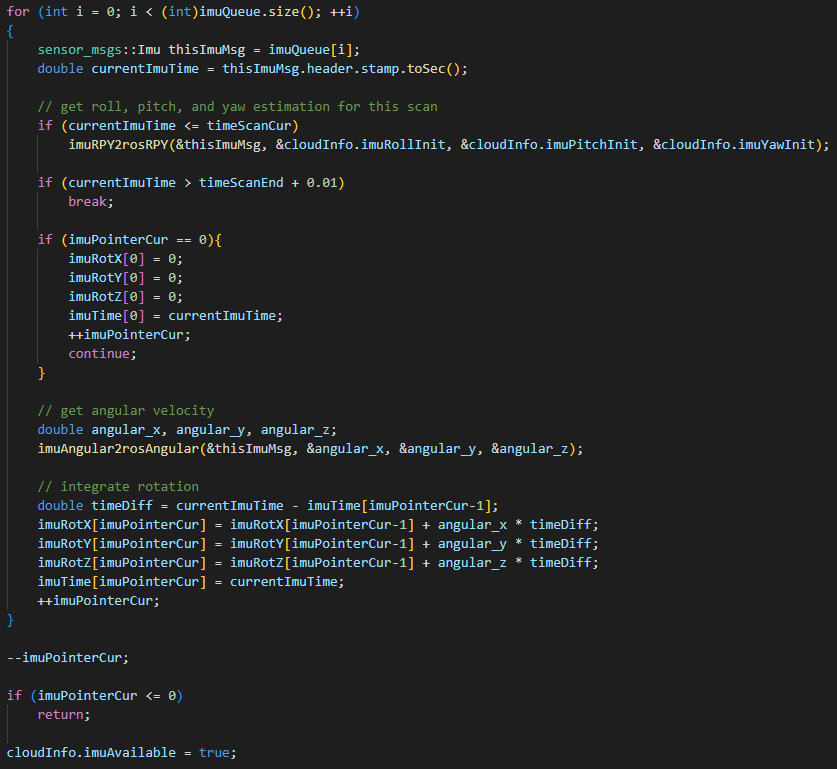 for (int i = 0; i < (int)imuQueue.size(); ++i)
{
    sensor_msgs::Imu thisImuMsg = imuQueue[i];
    double currentImuTime = thisImuMsg.header.stamp.toSec();

    // get roll, pitch, and yaw estimation for this scan
    if (currentImuTime <= timeScanCur)
        imuRPY2rosRPY(&thisImuMsg, &cloudInfo.imuRollInit, &cloudInfo.imuPitchInit, &cloudInfo.imuYawInit);

    if (currentImuTime > timeScanEnd + 0.01)
        break;

    if (imuPointerCur == 0){
        imuRotX[0] = 0;
        imuRotY[0] = 0;
        imuRotZ[0] = 0;
        imuTime[0] = currentImuTime;
        ++imuPointerCur;
        continue;
    }

    // get angular velocity
    double angular_x, angular_y, angular_z;
    imuAngular2rosAngular(&thisImuMsg, &angular_x, &angular_y, &angular_z);

    // integrate rotation
    double timeDiff = currentImuTime - imuTime[imuPointerCur-1];
    imuRotX[imuPointerCur] = imuRotX[imuPointerCur-1] + angular_x * timeDiff;
    imuRotY[imuPointerCur] = imuRotY[imuPointerCur-1] + angular_y * timeDiff;
    imuRotZ[imuPointerCur] = imuRotZ[imuPointerCur-1] + angular_z * timeDiff;
    imuTime[imuPointerCur] = currentImuTime;
    ++imuPointerCur;
}

--imuPointerCur;

if (imuPointerCur <= 0)
    return;

cloudInfo.imuAvailable = true;